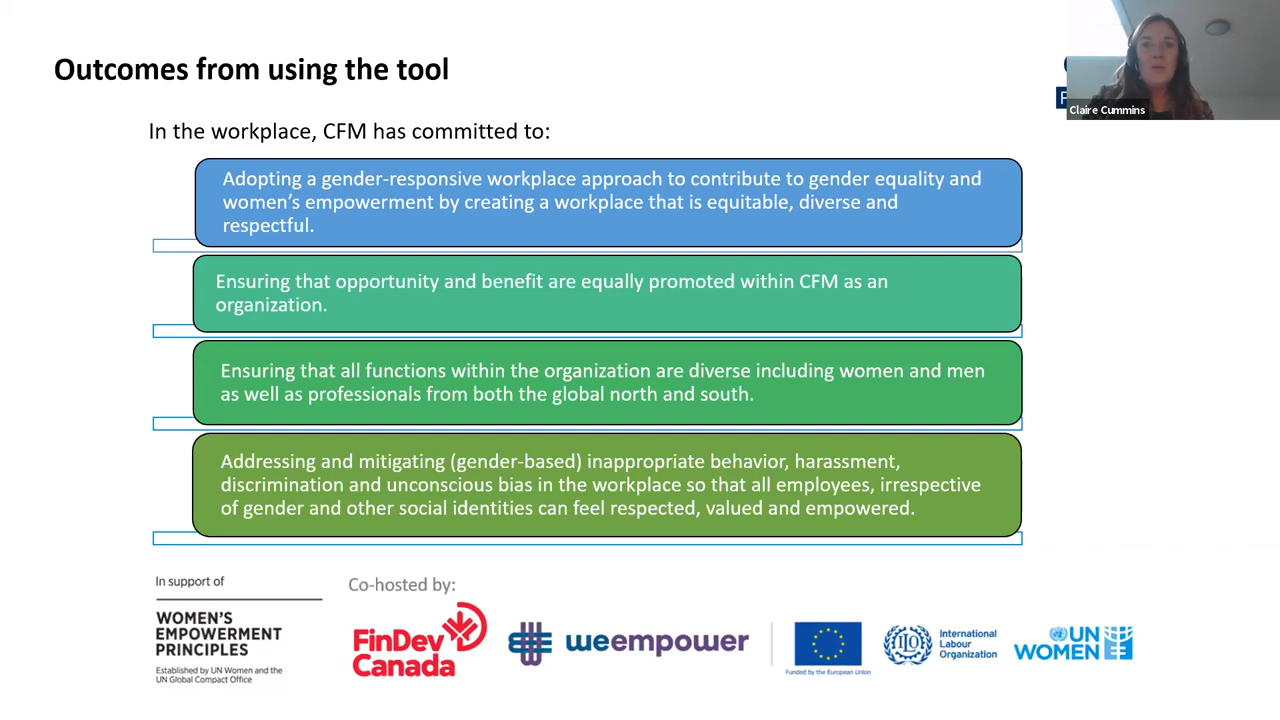 Outcomes from using the tool
Claire Cummins
In the workplace, CFM has committed to:
Adopting a gender-responsive workplace approach to contribute to gender equality and
women's empowerment by creating a workplace that is equitable, diverse and
respectful.
Ensuring that opportunity and benefit are equally promoted within CFM as an
organization.
Ensuring that all functions within the organization are diverse including women and men
as well as professionals from both the global north and south.
Addressing and mitigating (gender-based) inappropriate behavior, harassment,
discrimination and unconscious bias in the workplace so that all employees, irrespective
of gender and other social identities can feel respected, valued and empowered.
In support of
WOMEN'S
EMPOWERMENT
PRINCIPLES
Established by UN Women and the
UN Global Compact Office
Co-hosted by:
FinDev
Canada
weempower
Funded by the European Union
International
Labour
Organization
UN
WOMEN